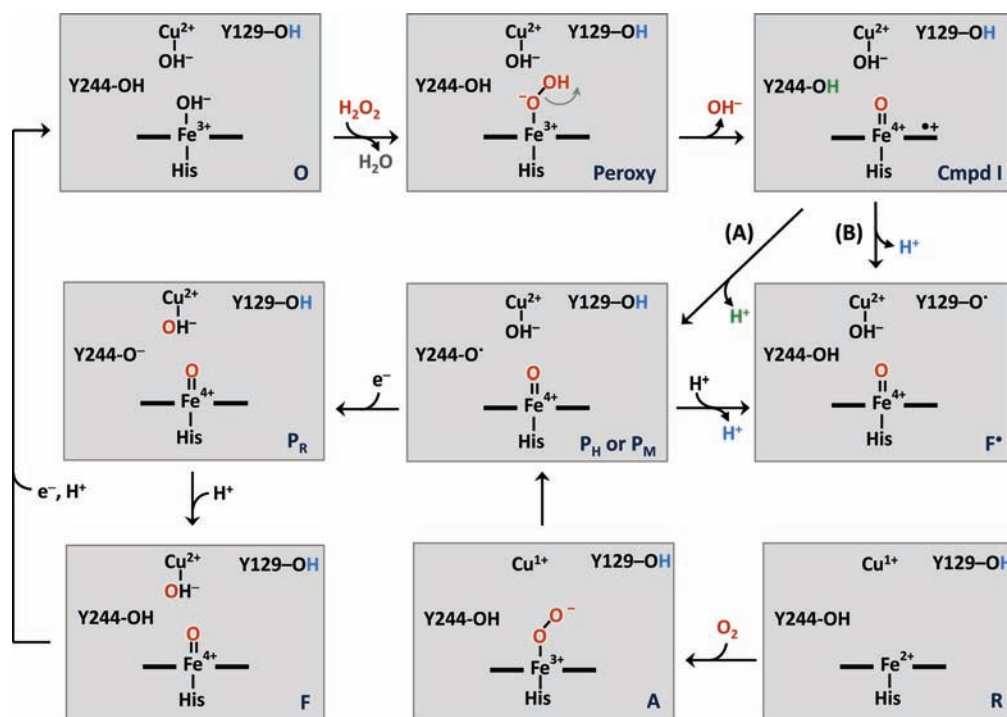 Cu2+
Y129–OH
OH–
Y244-OH
OH–
Fe3+
His
O
H2O2
H2O
Cu2+
Y129–OH
OH–
Y244-OH
OH
–O
Fe3+
His
Peroxy
OH–
Cu2+
Y129–OH
OH–
Y244-OH
O
Fe4+
•+
His
Cmpd I
(A)
H+
(B)
H+
Cu2+
Y129–OH
OH–
Y244-O–
O
Fe4+
His
PR
e–
Cu2+
Y129–OH
OH–
Y244-O•
O
Fe4+
His
PH or PM
H+
H+
Cu2+
Y129–O•
OH–
Y244-OH
O
Fe4+
His
F•
e–, H+
H+
Cu2+
Y129–OH
OH–
Y244-OH
O
Fe4+
His
F
Cu1+
Y129–OH
Y244-OH
O–
O
Fe3+
His
A
O2
Cu1+
Y129–OH
Y244-OH
Fe2+
His
R